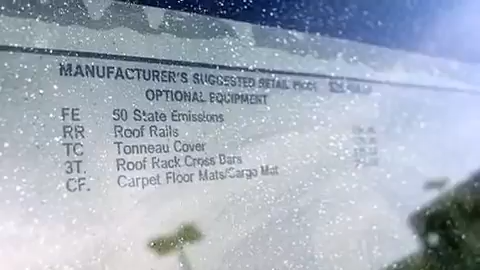 MANUFACTURER'S SUGGESTED RETAIL PRICE
OPTIONAL EQUIPMENT
FE 50 State Emissions
RR Roof Rails
TC Tonneau Cover
3T. Roof Rack Cross Bars
CF. Carpet Floor Mats/Cargo Mat